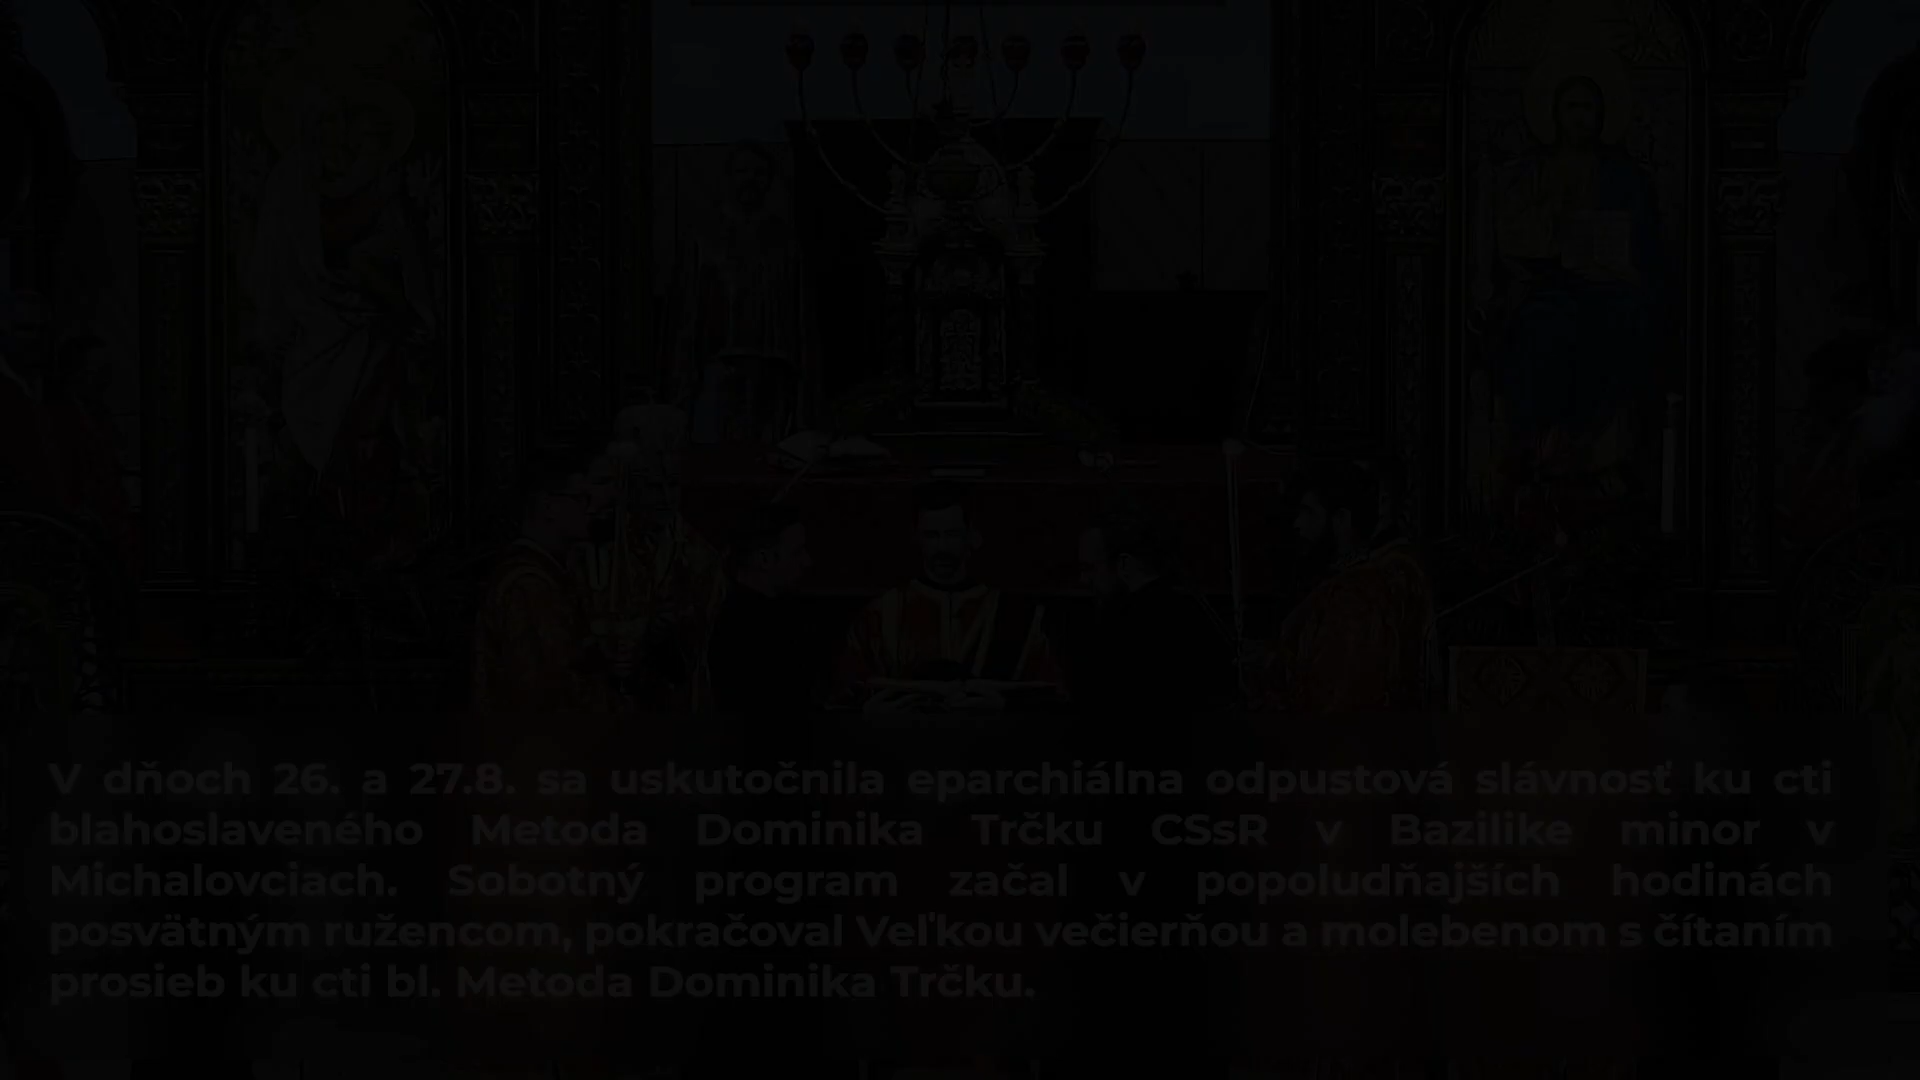 V dňoch 26. a 27.8. sa uskutočnila eparchiálna odpustová slávnosť ku cti
blahoslaveného Metoda Dominika Trčku CSsR v Bazilike minor v
Michalovciach. Sobotný program začal v popoludňajších hodinách
posvätným ružencom, pokračoval Veľkou večierňou a molebenom s čítaním
prosieb ku cti bl. Metoda Dominika Trčku.